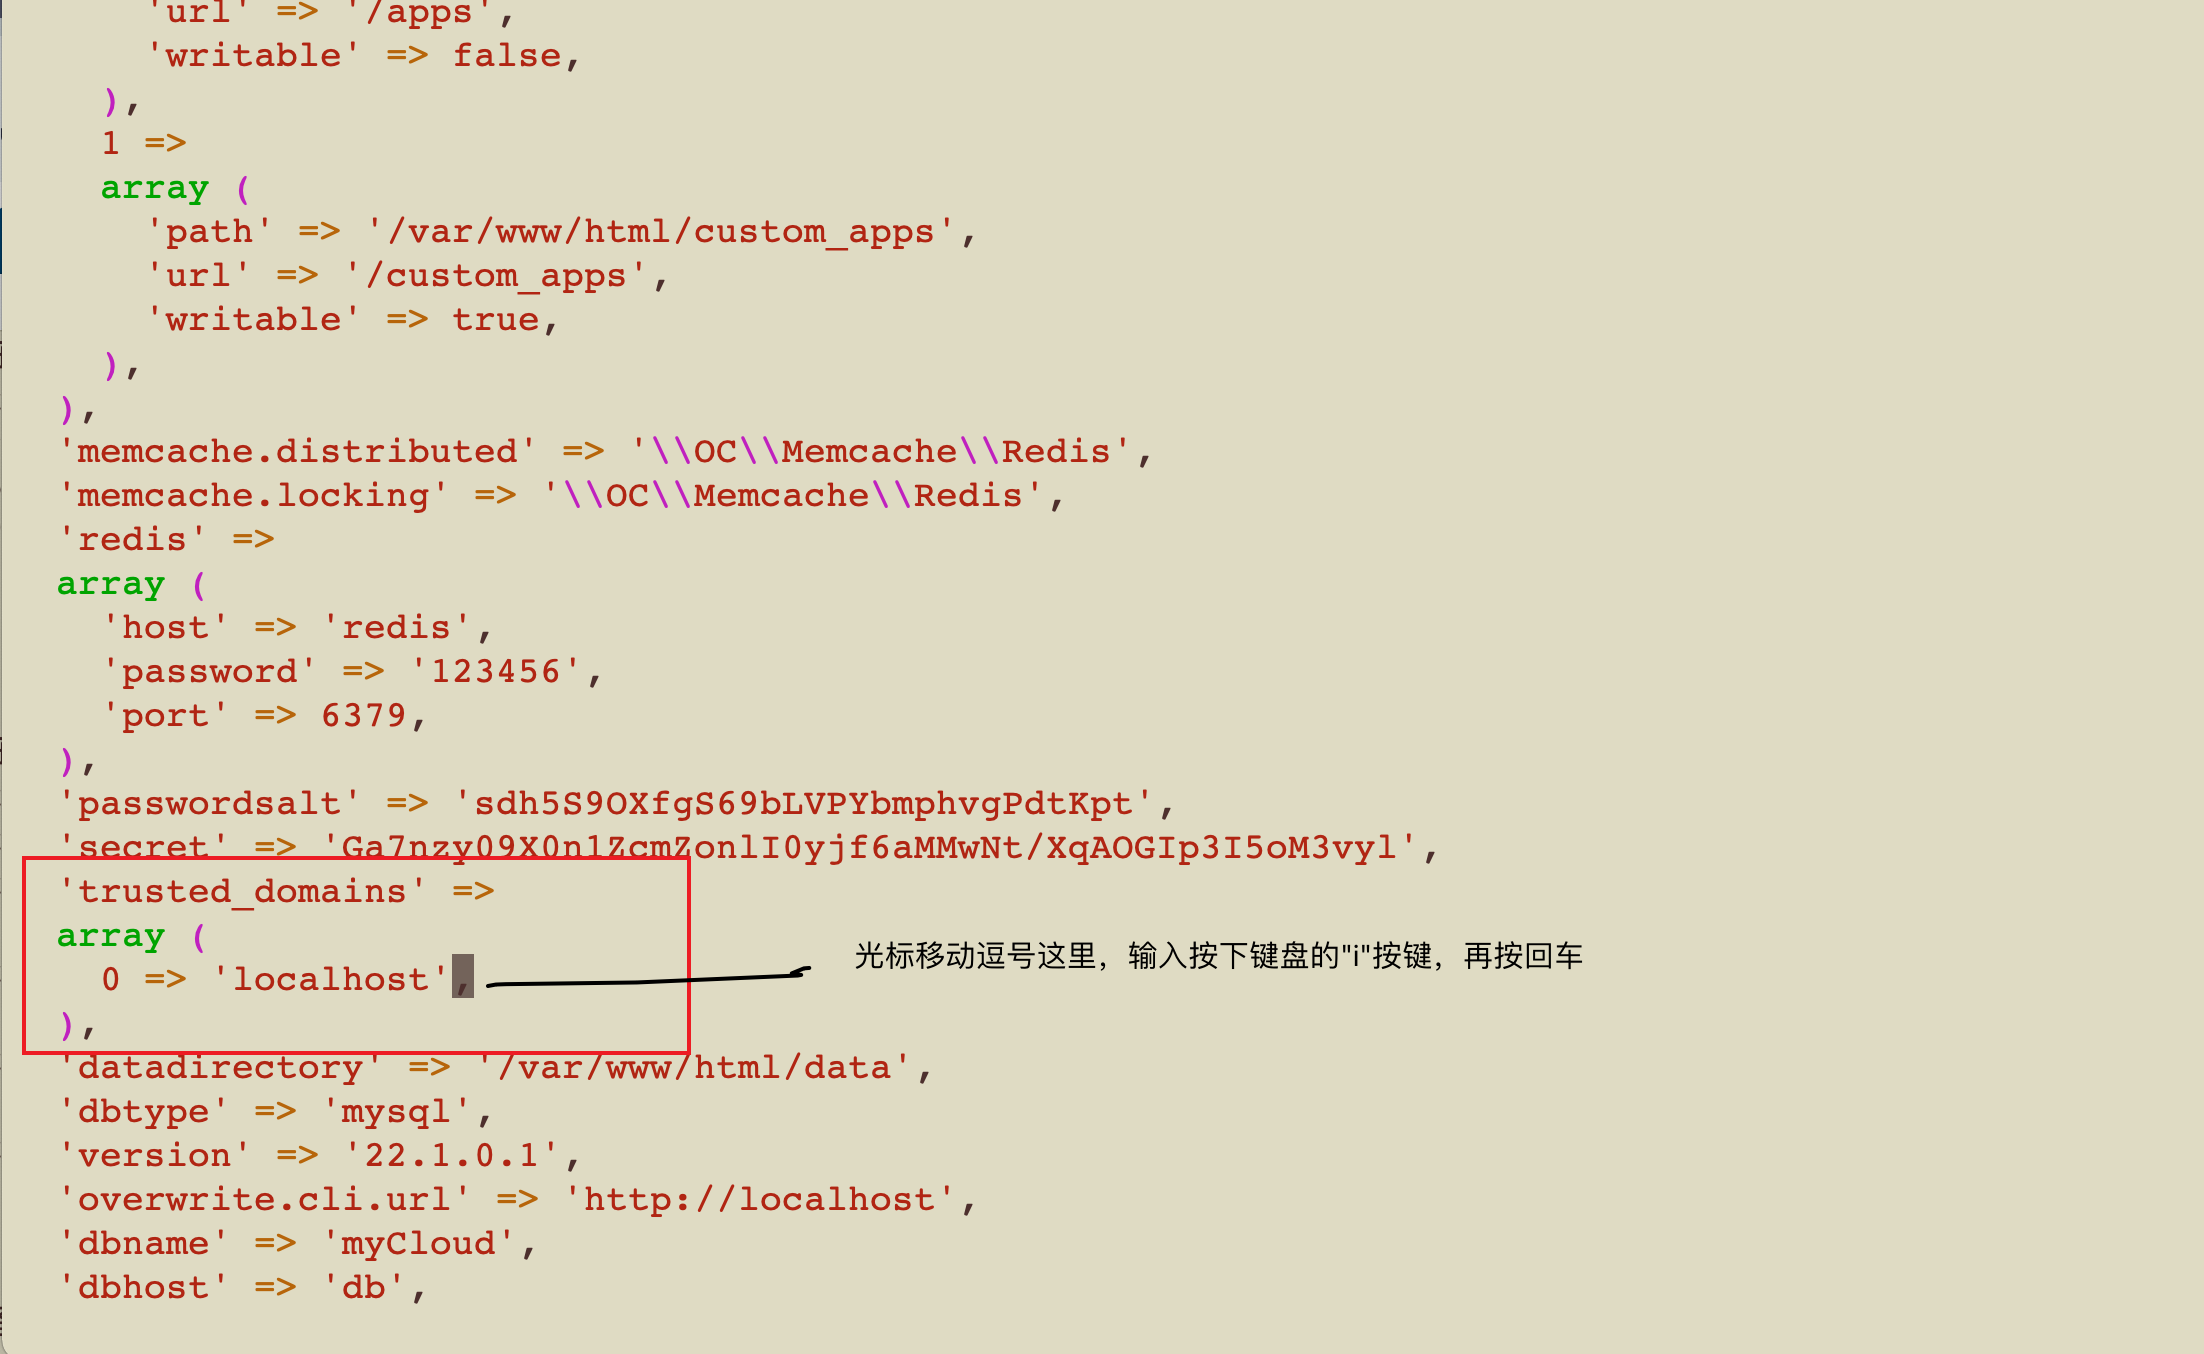 'url' => '/apps',
'writable' => false,
),
1 =>
array (
'path' => '/var/www/html/custom_apps',
'url' => '/custom_apps',
'writable' => true,
),
),
'memcache.distributed' => '\\OC\\Memcache\\Redis',
'memcache.locking' => '\\OC\\Memcache\\Redis',
'redis' =>
array (
'host' => 'redis',
'password' => '123456',
'port' => 6379,
),
'passwordsalt' => 'sdh5S9OXfgS69bLVPYbmphvgPdtKpt',
'secret' => 'Ga7nzy09X0n1ZcmZonlI0yjf6aMMwNt/XqAOGIp3I5oM3vyl',
'trusted_domains' =>
array (
0 => 'localhost',
光标移动逗号这里，输入按下键盘的"i"按键，再按回车
),
'datadirectory' => '/var/www/html/data',
'dbtype' => 'mysql',
'version' => '22.1.0.1',
'overwrite.cli.url' => 'http://localhost',
'dbname' => 'myCloud',
'dbhost' => 'db',